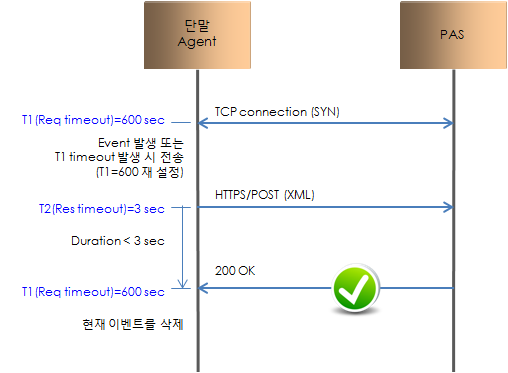 단말
Agent
PAS
T1(Req timeout)=600 sec
TCP connection (SYN)
Event 발생 또는
T1 timeout 발생 시 전송
(T1=600 재 설정)
T2(Res timeout)=3 sec
HTTPS/POST (XML)
Duration < 3 sec
200 OK
T1(Req timeout)=600 sec
현재 이벤트를 삭제